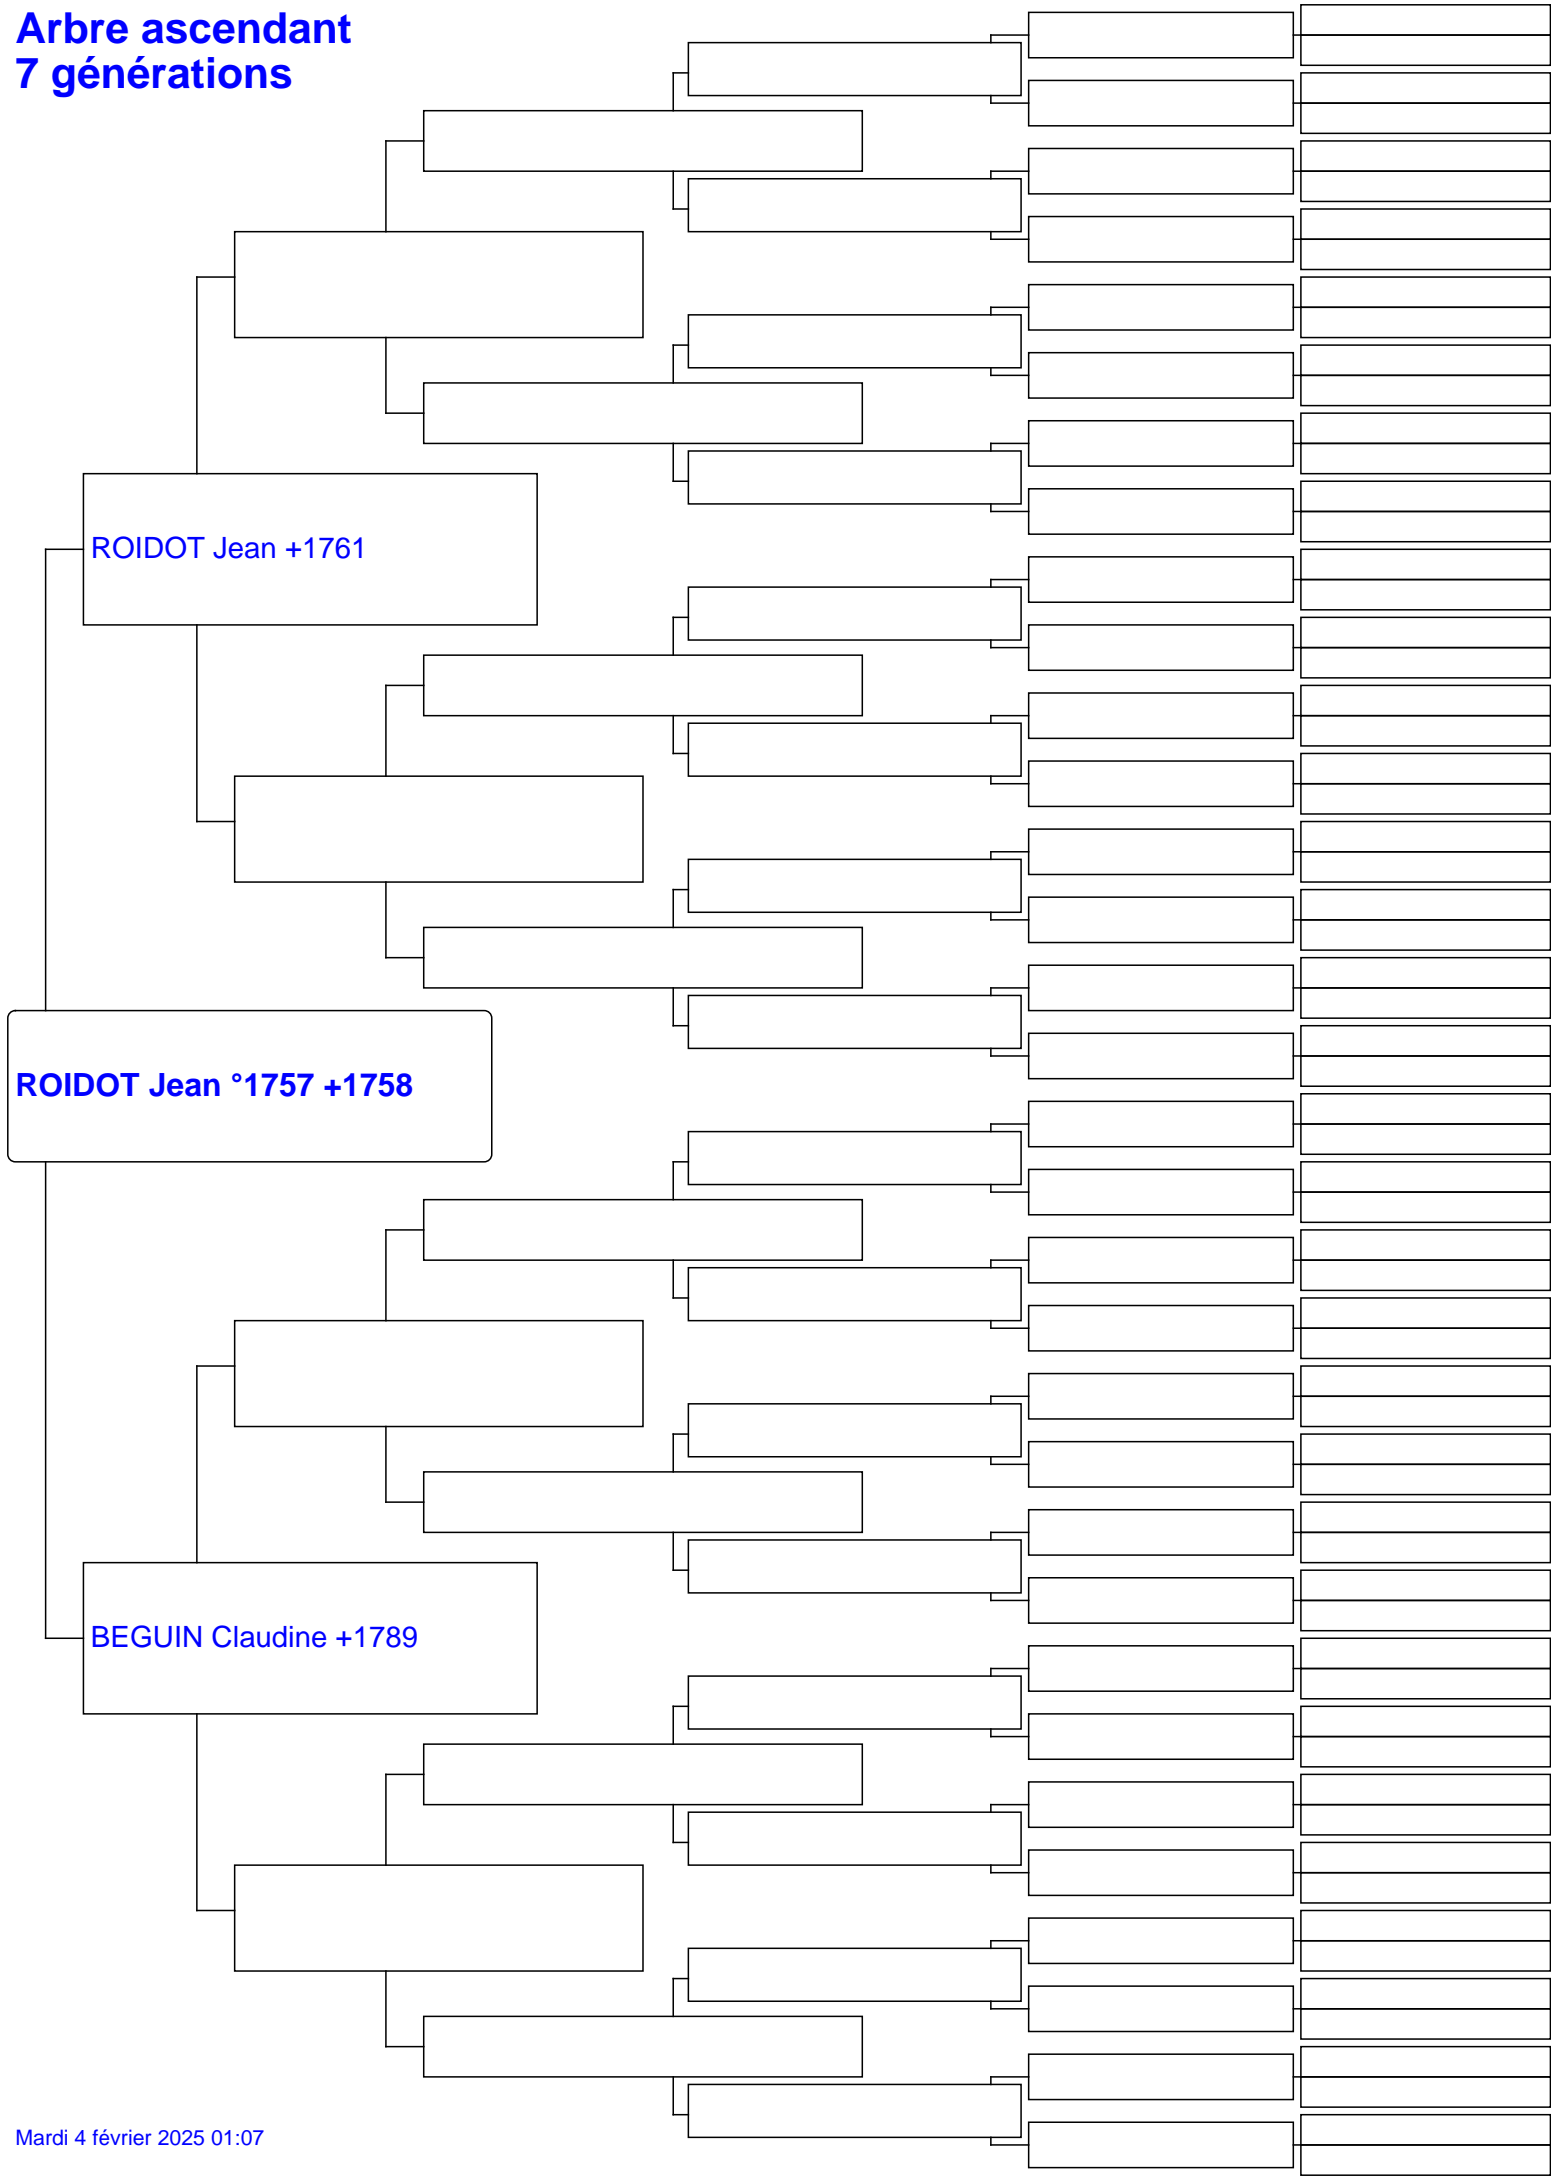 Arbre ascendant
7 générations
ROIDOT Jean +1761
ROIDOT Jean °1757 +1758
BEGUIN Claudine +1789
Mardi 4 février 2025 01:07